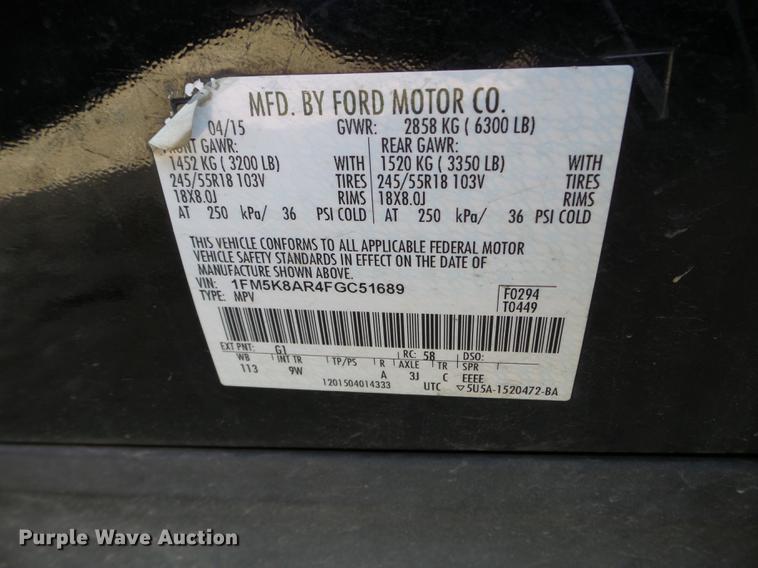 MFD. BY FORD MOTOR CO.
04/15 GVWR: 2858 KG ( 6300 LB)
FRONT GAWR: REAR GAWR:
1452 KG ( 3200 LB) WITH 1520 KG ( 3350 LB) WITH
245/55R18 103V TIRES 245/55R18 103V TIRES
18X8.0J RIMS 18X8.0J RIMS
AT 250 kPa/ 36 PSI COLD AT 250 kPa/ 36 PSI COLD
THIS VEHICLE CONFORMS TO ALL APPLICABLE FEDERAL MOTOR
VEHICLE SAFETY STANDARDS IN EFFECT ON THE DATE OF
MANUFACTURE SHOWN ABOVE.
VIN: 1FM5K8AR4FGC51689 F0294
TYPE: MPV T0449
EXT PNT: G1 RC: 58 DSO:
WB INT TR TP/PS R AXLE TR SPR
113 9W A 3J C EEEE
1201504014333 UTC ▽5U5A-1520472-BA
Purple Wave Auction